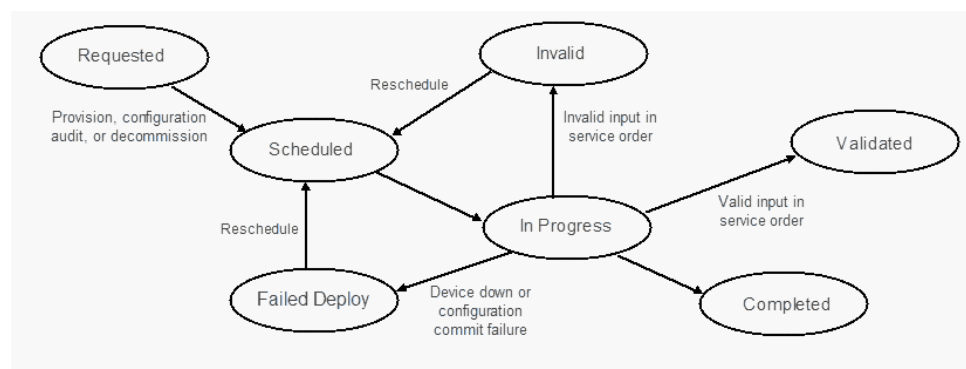 Requested
Invalid
Reschedule
Provision, configuration
audit, or decommission
Invalid input in
service order
Scheduled
Validated
In Progress
Valid input in
service order
Reschedule
Failed Deploy
Device down or
configuration
commit failure
Completed